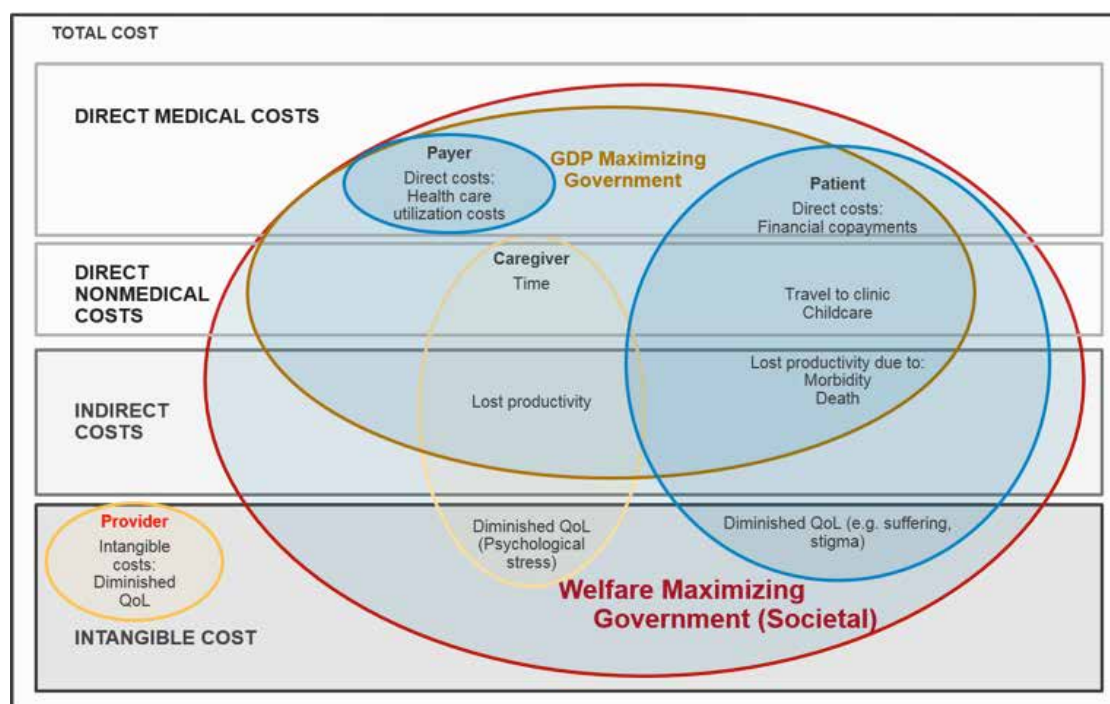 TOTAL COST
DIRECT MEDICAL COSTS
Payer
Direct costs:
Health care
utilization costs
GDP Maximizing
Government
Patient
Direct costs:
Financial copayments
DIRECT
NONMEDICAL
COSTS
Caregiver
Time
Travel to clinic
Childcare
INDIRECT
COSTS
Lost productivity
Lost productivity due to:
Morbidity
Death
Provider
Intangible
costs:
Diminished
QoL
Diminished QoL
(Psychological
stress)
Diminished QoL (e.g. suffering,
stigma)
Welfare Maximizing
Government (Societal)
INTANGIBLE COST